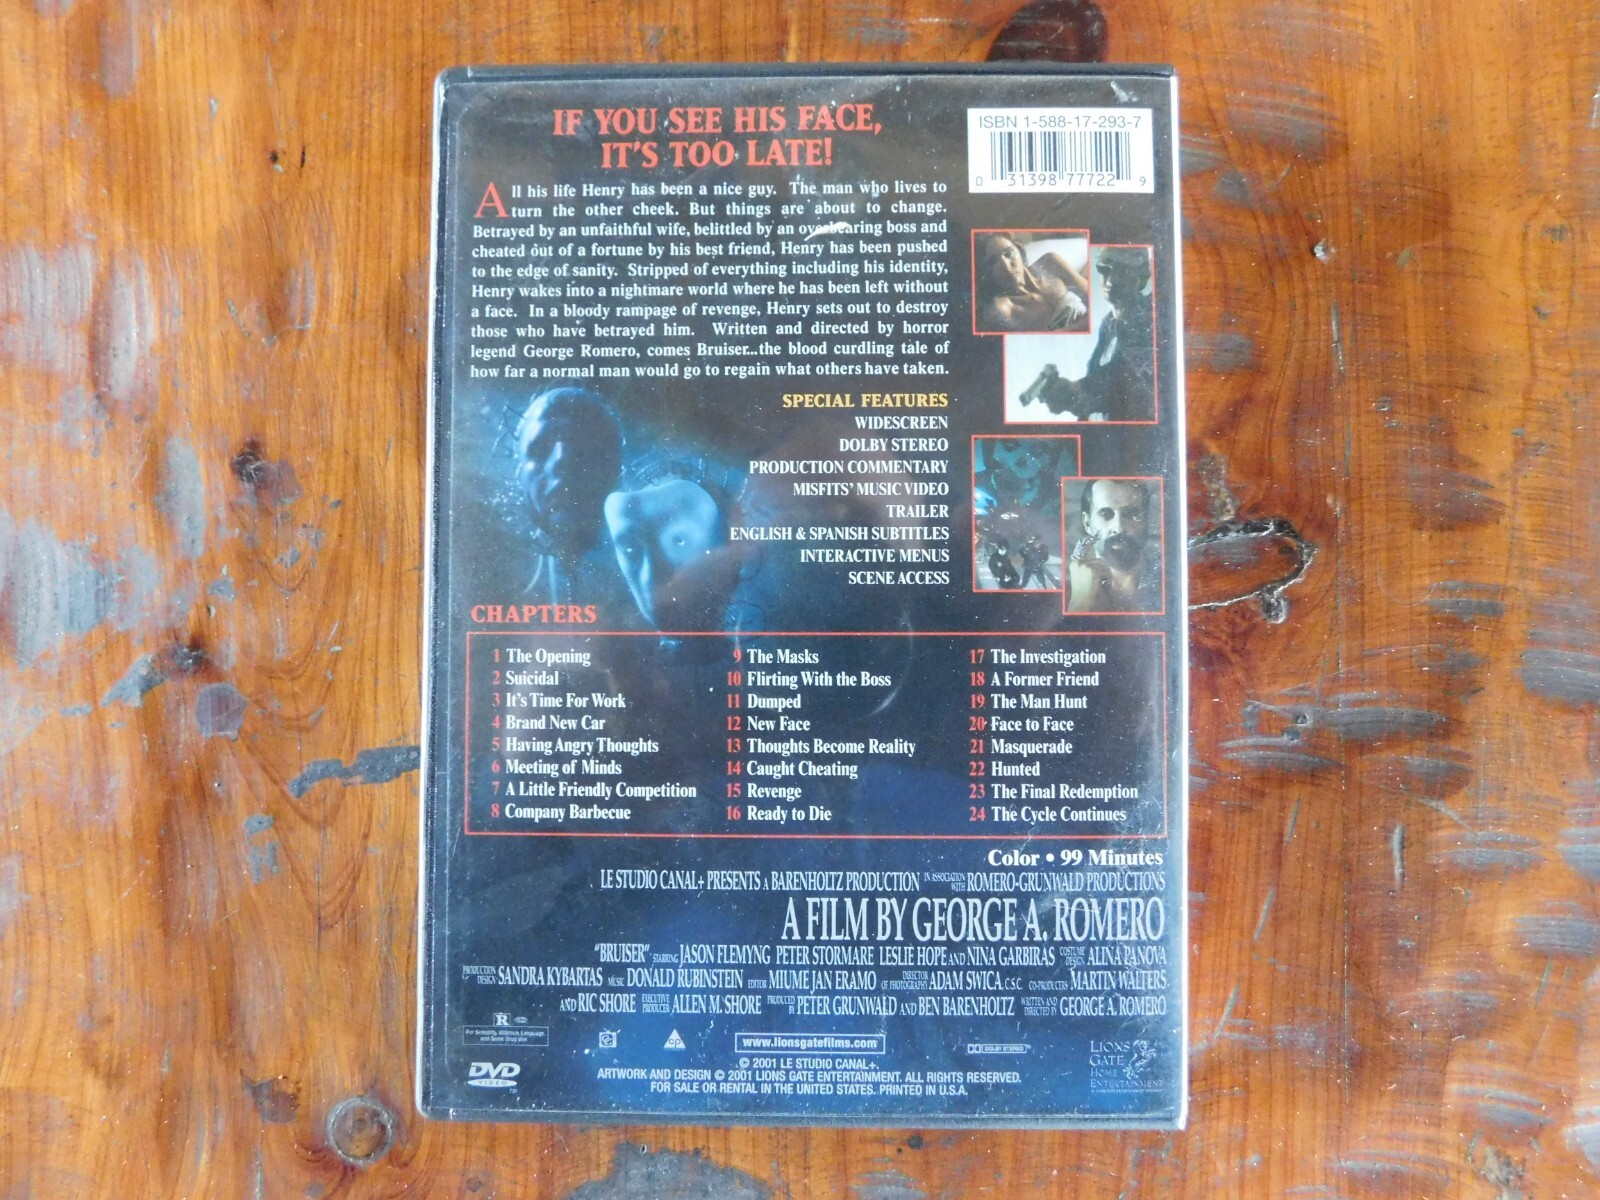 IF YOU SEE HIS FACE,
IT'S TOO LATE!
ISBN 1-588-17-293-7
0 31398 77722 9
All his life Henry has been a nice guy. The man who lives to
turn the other cheek. But things are about to change.
Betrayed by an unfaithful wife, belittled by an overbearing boss and
cheated out of a fortune by his best friend, Henry has been pushed
to the edge of sanity. Stripped of everything including his identity,
Henry wakes into a nightmare world where he has been left without
a face. In a bloody rampage of revenge, Henry sets out to destroy
those who have betrayed him. Written and directed by horror
legend George Romero, comes Bruiser...the blood curdling tale of
how far a normal man would go to regain what others have taken.
SPECIAL FEATURES
WIDESCREEN
DOLBY STEREO
PRODUCTION COMMENTARY
MISFITS' MUSIC VIDEO
TRAILER
ENGLISH & SPANISH SUBTITLES
INTERACTIVE MENUS
SCENE ACCESS
CHAPTERS
1 The Opening
2 Suicidal
3 It's Time For Work
4 Brand New Car
5 Having Angry Thoughts
6 Meeting of Minds
7 A Little Friendly Competition
8 Company Barbecue
9 The Masks
10 Flirting With the Boss
11 Dumped
12 New Face
13 Thoughts Become Reality
14 Caught Cheating
15 Revenge
16 Ready to Die
17 The Investigation
18 A Former Friend
19 The Man Hunt
20 Face to Face
21 Masquerade
22 Hunted
23 The Final Redemption
24 The Cycle Continues
Color • 99 Minutes
LE STUDIO CANAL+ PRESENTS A BARENHOLTZ PRODUCTION IN ASSOCIATION WITH ROMERO-GRUNWALD PRODUCTIONS
A FILM BY GEORGE A. ROMERO
"BRUISER" STARRING JASON FLEMYNG PETER STORMARE LESLIE HOPE AND NINA GARBIRAS COSTUME DESIGN ALINA PANOVA
PRODUCTION DESIGN SANDRA KYBARTAS MUSIC DONALD RUBINSTEIN EDITOR MIUME JAN ERAMO DIRECTOR OF PHOTOGRAPHY ADAM SWICA C.S.C. CO-PRODUCERS MARTIN WALTERS
AND RIC SHORE EXECUTIVE PRODUCER ALLEN M. SHORE PRODUCED BY PETER GRUNWALD AND BEN BARENHOLTZ WRITTEN AND DIRECTED BY GEORGE A. ROMERO
R
For Sexuality, Violence, Language,
and Some Drug Use
CC
CP
www.lionsgatefilms.com
DOLBY STEREO
LIONS
GATE
HOME
ENTERTAINMENT
DVD
VIDEO
© 2001 LE STUDIO CANAL+.
ARTWORK AND DESIGN © 2001 LIONS GATE ENTERTAINMENT. ALL RIGHTS RESERVED.
FOR SALE OR RENTAL IN THE UNITED STATES. PRINTED IN U.S.A.